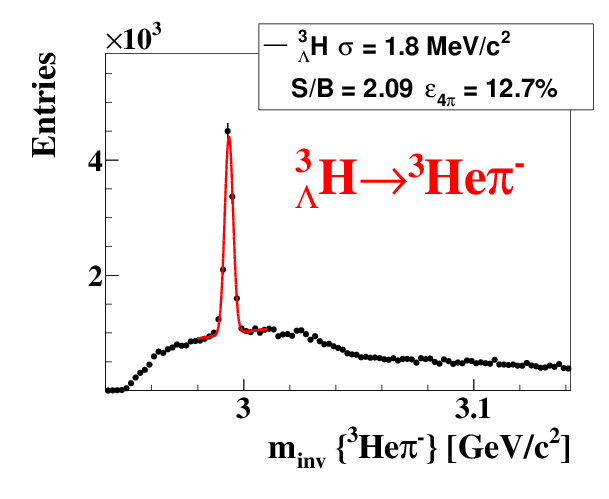 ×10³
³ΛH σ = 1.8 MeV/c²
S/B = 2.09 ε4π = 12.7%
Entries
³ΛH→³Heπ⁻
4
2
3
3.1
minv {³Heπ⁻} [GeV/c²]